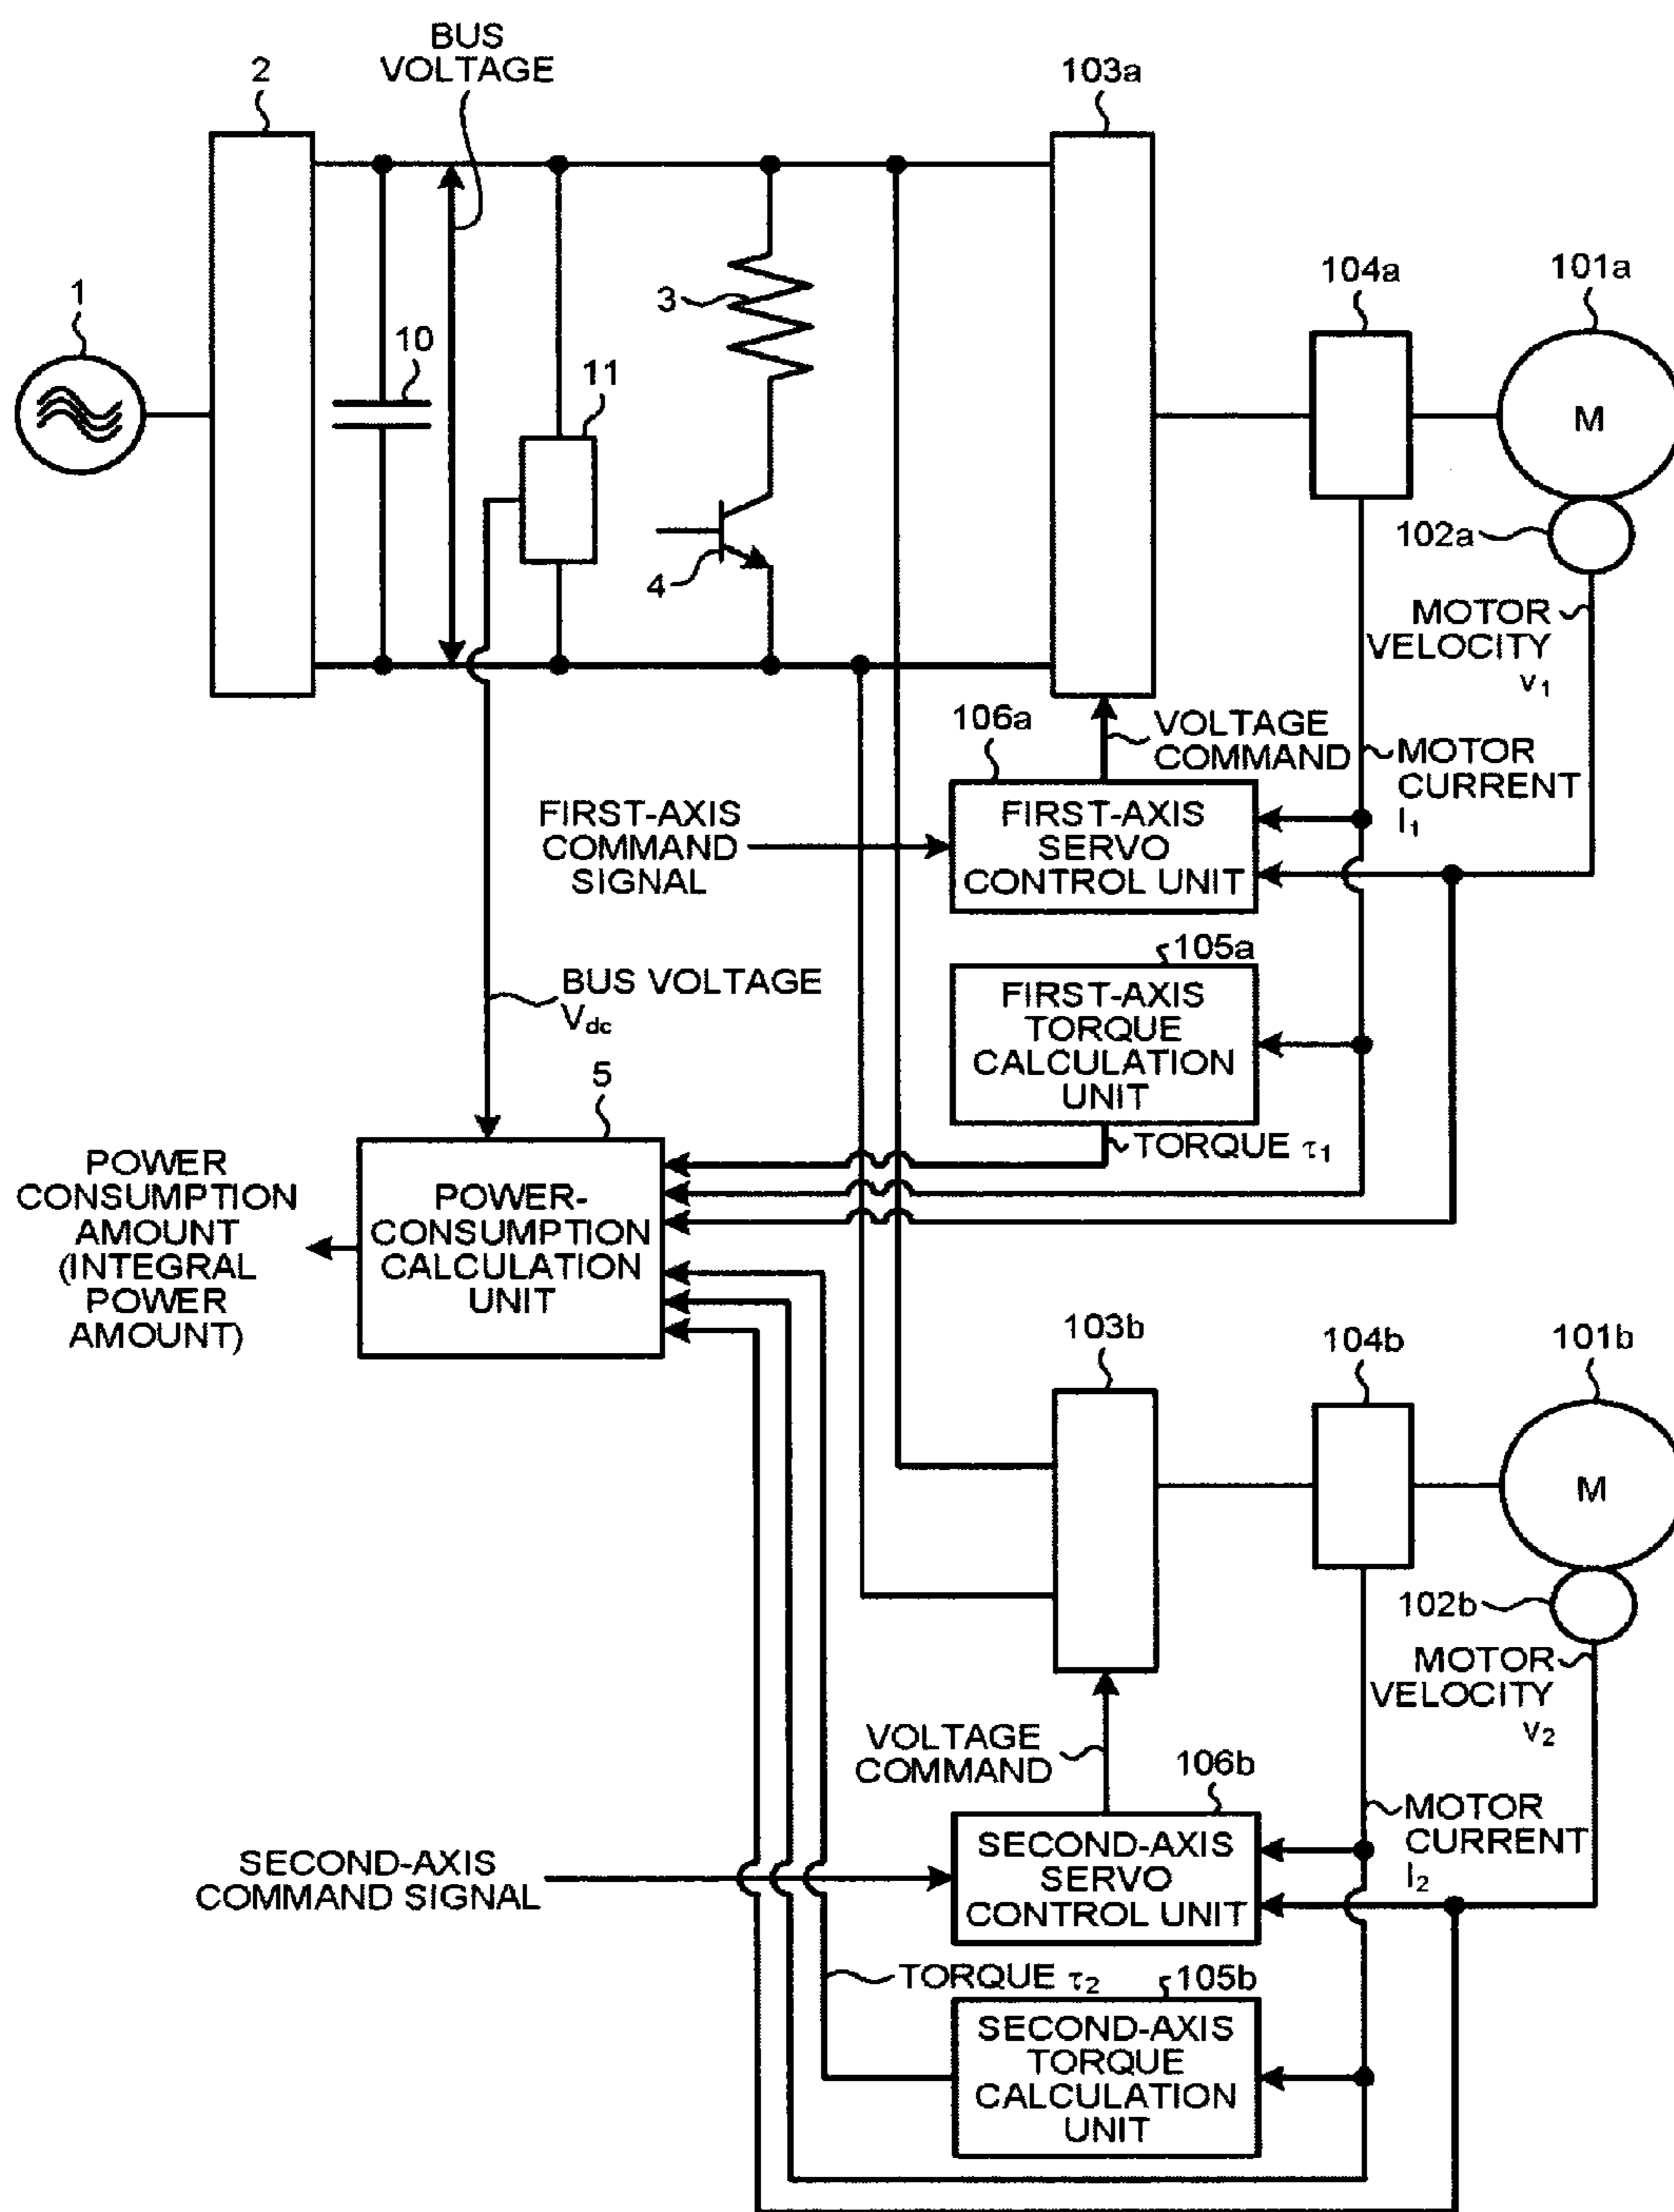 BUS
VOLTAGE
2
103a
1
10
11
3
4
104a
101a
M
102a
MOTOR
VELOCITY
v₁
106a
VOLTAGE
COMMAND
MOTOR
CURRENT
I₁
FIRST-AXIS
COMMAND
SIGNAL
FIRST-AXIS
SERVO
CONTROL UNIT
105a
FIRST-AXIS
TORQUE
CALCULATION
UNIT
BUS VOLTAGE
Vdc
5
TORQUE τ₁
POWER
CONSUMPTION
AMOUNT
(INTEGRAL
POWER
AMOUNT)
POWER-
CONSUMPTION
CALCULATION
UNIT
103b
104b
101b
M
102b
MOTOR
VELOCITY
v₂
VOLTAGE
COMMAND
106b
MOTOR
CURRENT
I₂
SECOND-AXIS
COMMAND SIGNAL
SECOND-AXIS
SERVO
CONTROL UNIT
TORQUE τ₂
105b
SECOND-AXIS
TORQUE
CALCULATION
UNIT